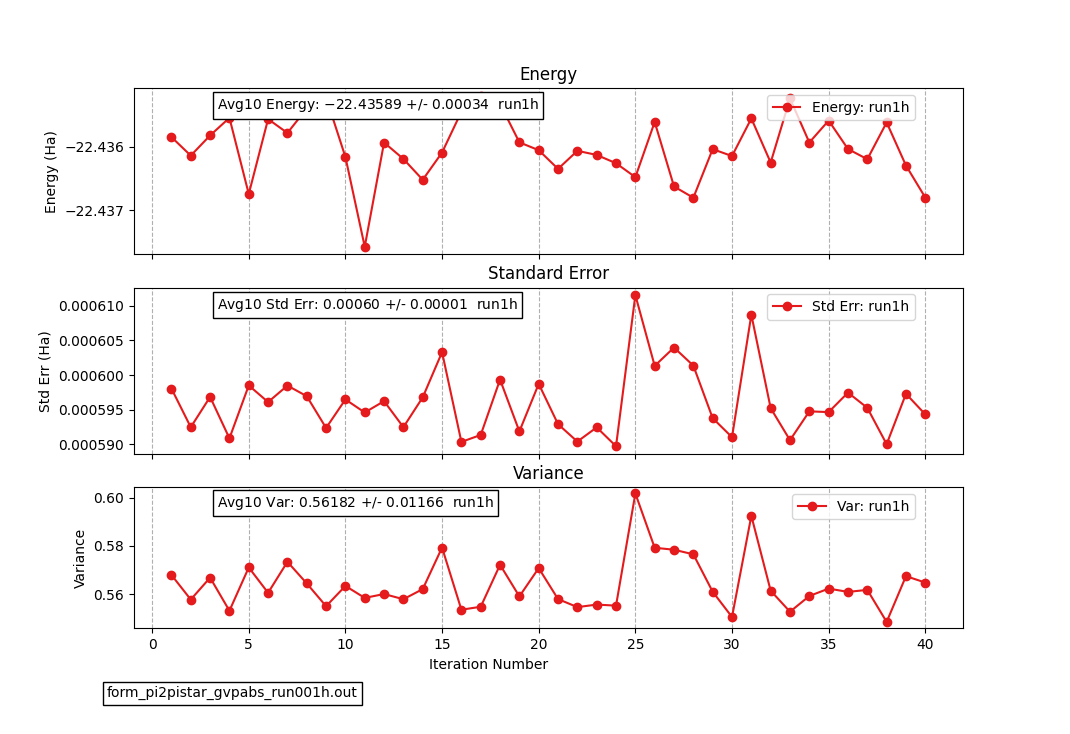 Energy
Avg10 Energy: −22.43589 +/- 0.00034 run1h
Energy: run1h
Energy (Ha)
−22.436
−22.437
Standard Error
Avg10 Std Err: 0.00060 +/- 0.00001 run1h
Std Err: run1h
Std Err (Ha)
0.000610
0.000605
0.000600
0.000595
0.000590
Variance
Avg10 Var: 0.56182 +/- 0.01166 run1h
Var: run1h
Variance
0.60
0.58
0.56
0 5 10 15 20 25 30 35 40
Iteration Number
form_pi2pistar_gvpabs_run001h.out